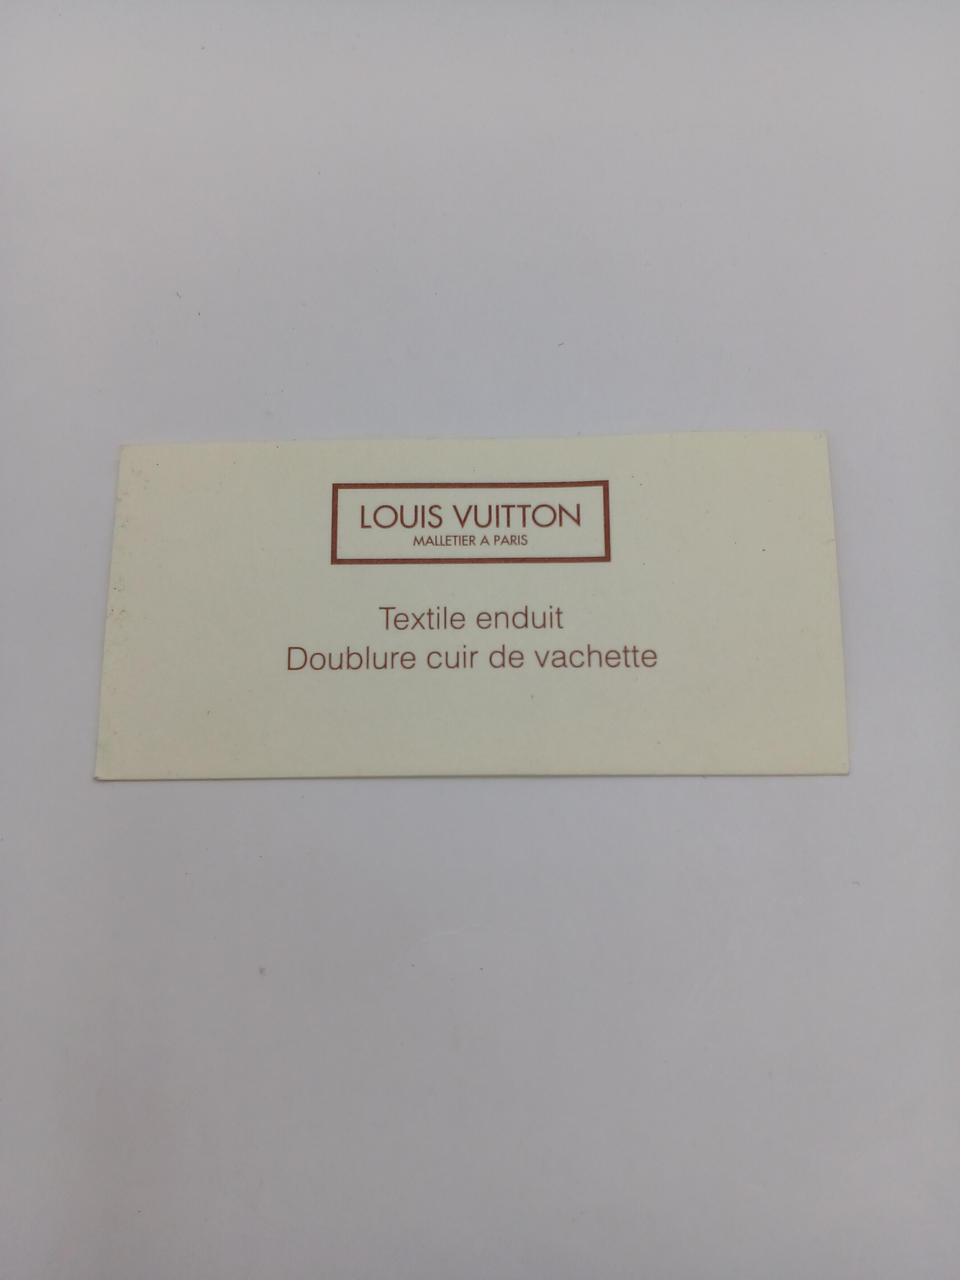 LOUIS VUITTON
MALLETIER A PARIS
Textile enduit
Doublure cuir de vachette